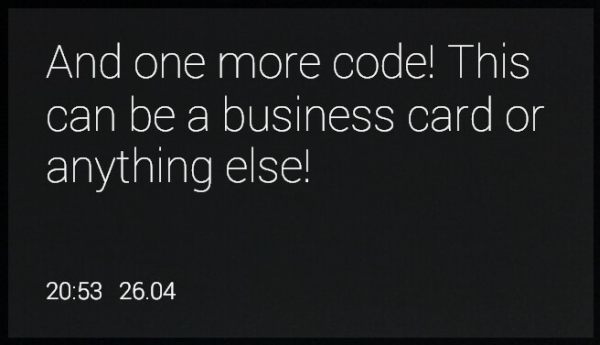 And one more code! This
can be a business card or
anything else!
20:53 26.04